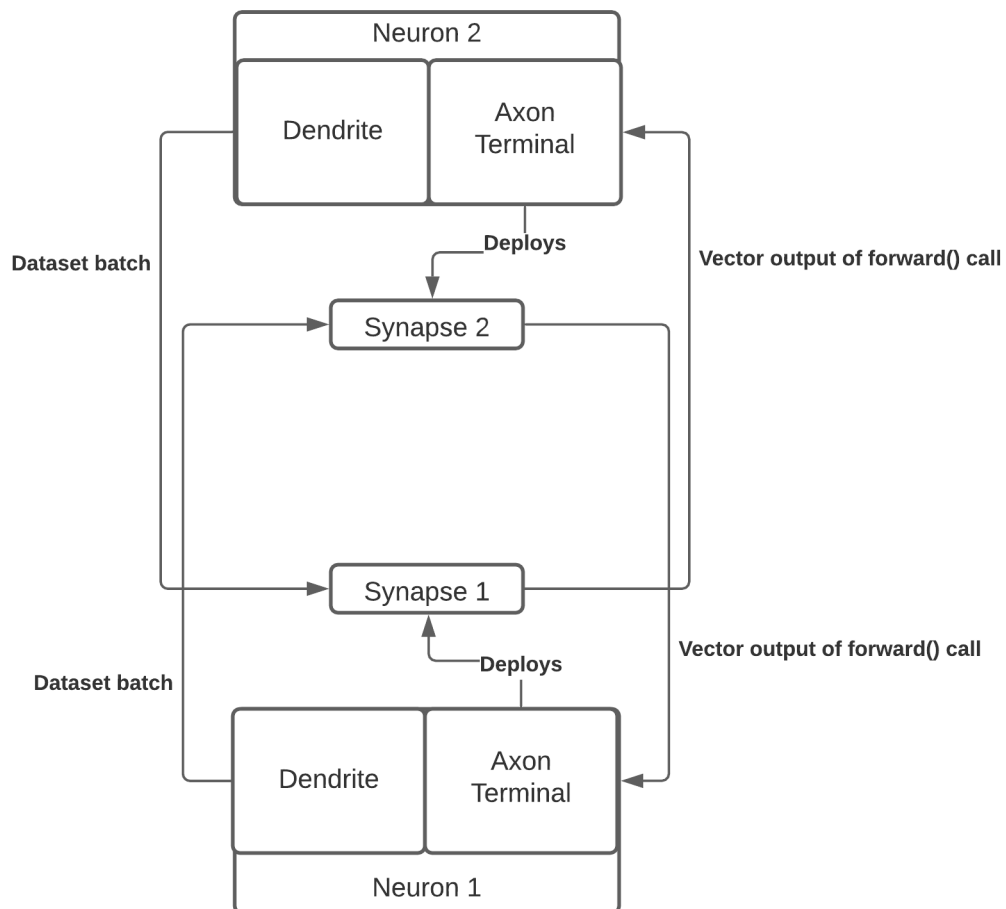 Neuron 2
Dendrite
Axon
Terminal
Deploys
Dataset batch
Vector output of forward() call
Synapse 2
Synapse 1
Vector output of forward() call
Deploys
Dataset batch
Dendrite
Axon
Terminal
Neuron 1